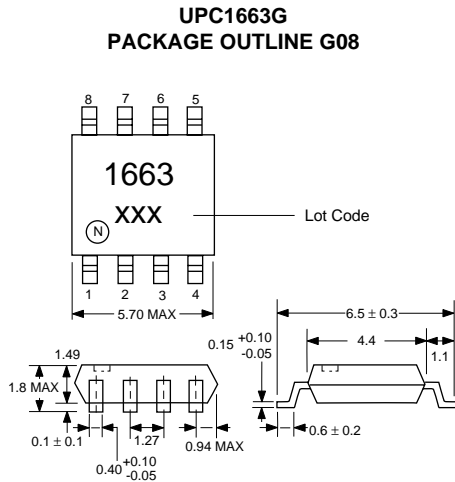 UPC1663G
PACKAGE OUTLINE G08
8 7 6 5
1663
XXX
N
Lot Code
1 2 3 4
5.70 MAX
6.5 ± 0.3
4.4
1.1
0.15 +0.10 -0.05
0.6 ± 0.2
1.49
1.8 MAX
0.1 ± 0.1
1.27
0.94 MAX
0.40 +0.10 -0.05